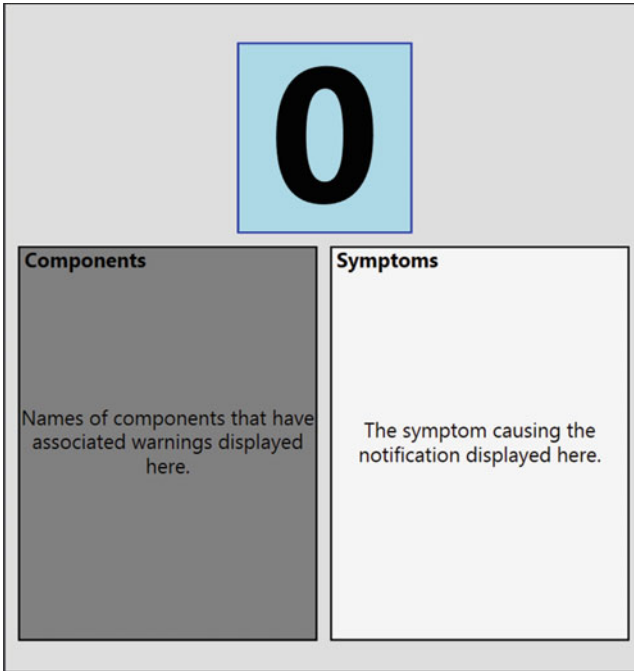 0
Components
Names of components that have
associated warnings displayed
here.
Symptoms
The symptom causing the
notification displayed here.